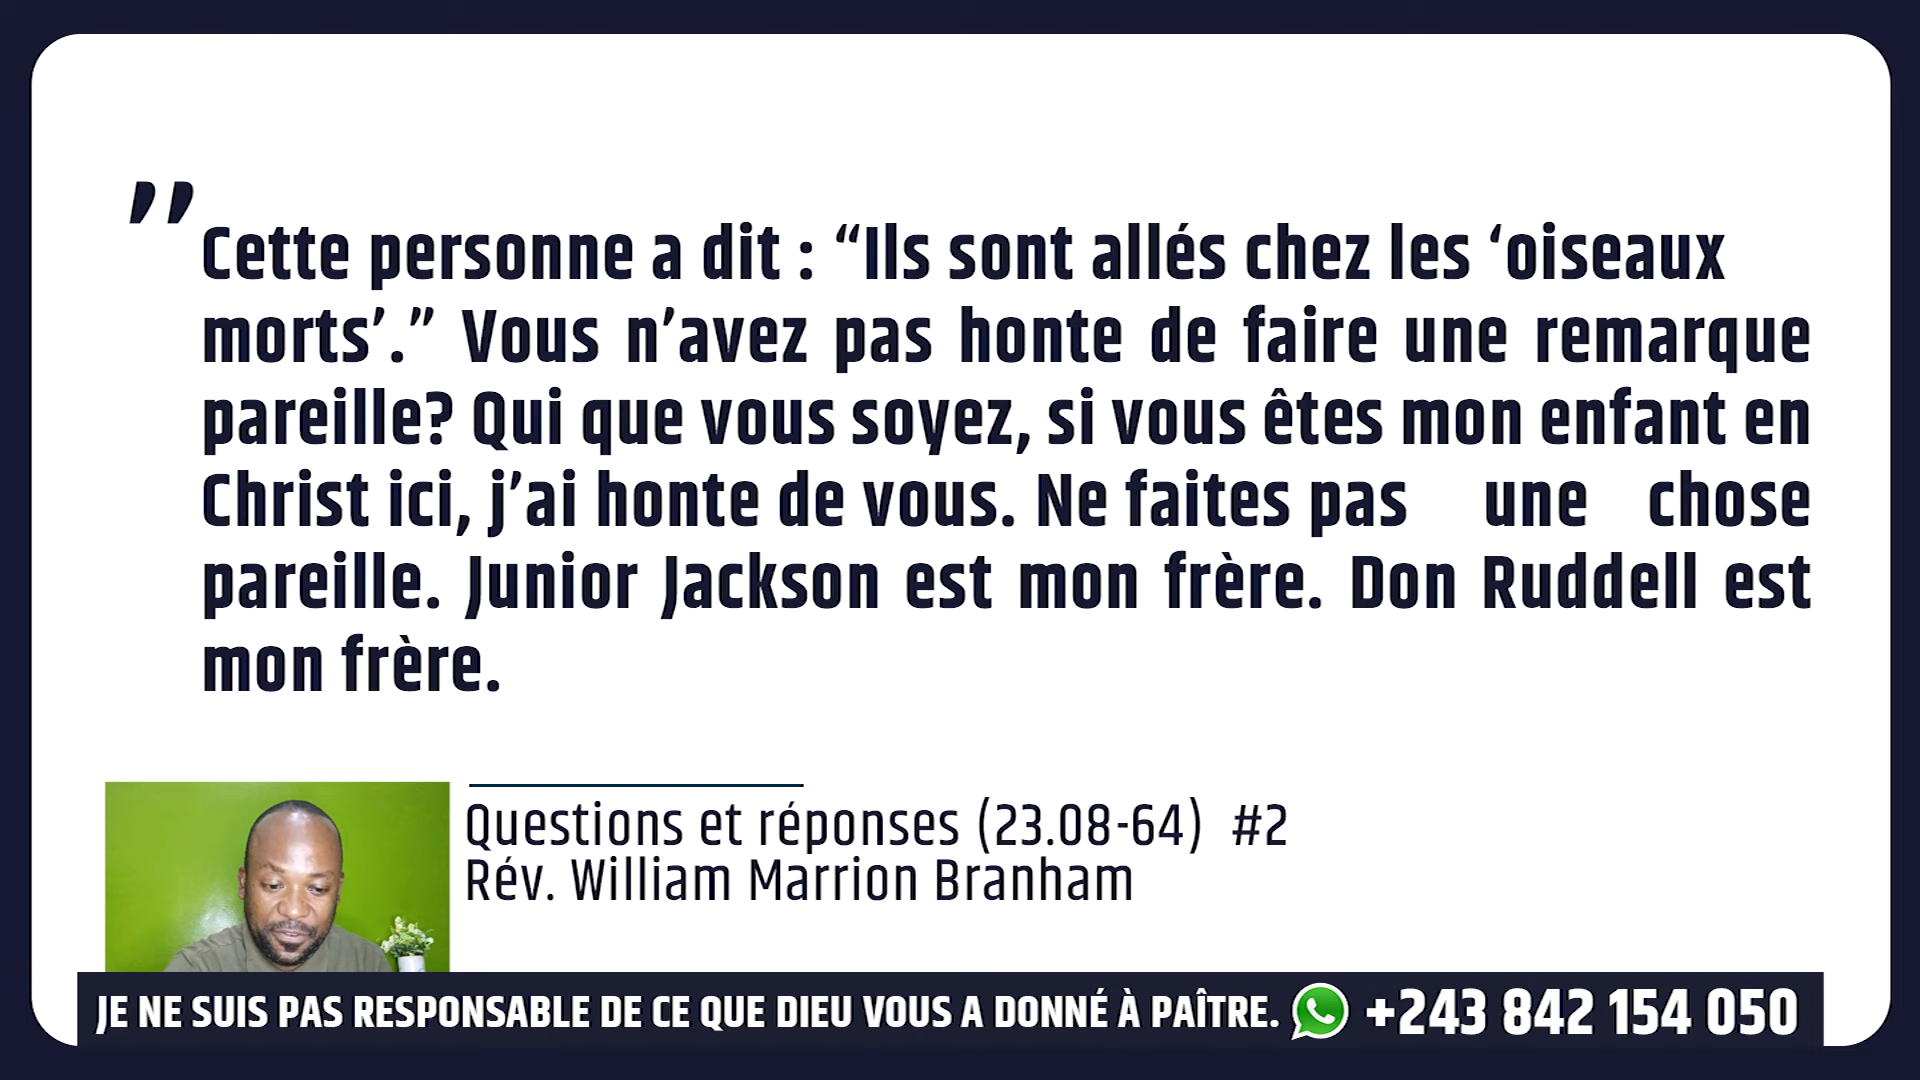 ”
Cette personne a dit : “Ils sont allés chez les ‘oiseaux
morts’.” Vous n’avez pas honte de faire une remarque
pareille? Qui que vous soyez, si vous êtes mon enfant en
Christ ici, j’ai honte de vous. Ne faites pas une chose
pareille. Junior Jackson est mon frère. Don Ruddell est
mon frère.
Questions et réponses (23.08-64) #2
Rév. William Marrion Branham
JE NE SUIS PAS RESPONSABLE DE CE QUE DIEU VOUS A DONNÉ À PAÎTRE. +243 842 154 050